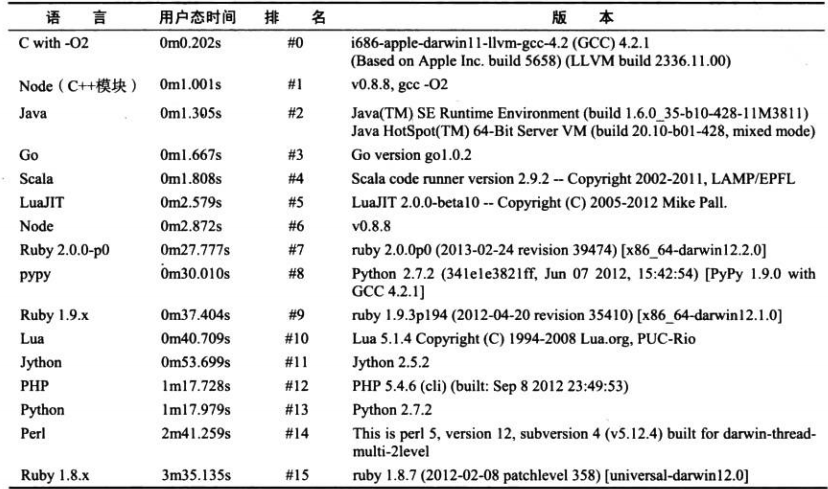 语 言 用户态时间 排 名 版 本
C with -O2 0m0.202s #0 i686-apple-darwin11-llvm-gcc-4.2 (GCC) 4.2.1
(Based on Apple Inc. build 5658) (LLVM build 2336.11.00)
Node（C++模块） 0m1.001s #1 v0.8.8, gcc -O2
Java 0m1.305s #2 Java(TM) SE Runtime Environment (build 1.6.0_35-b10-428-11M3811)
Java HotSpot(TM) 64-Bit Server VM (build 20.10-b01-428, mixed mode)
Go 0m1.667s #3 Go version go1.0.2
Scala 0m1.808s #4 Scala code runner version 2.9.2 -- Copyright 2002-2011, LAMP/EPFL
LuaJIT 0m2.579s #5 LuaJIT 2.0.0-beta10 -- Copyright (C) 2005-2012 Mike Pall.
Node 0m2.872s #6 v0.8.8
Ruby 2.0.0-p0 0m27.777s #7 ruby 2.0.0p0 (2013-02-24 revision 39474) [x86_64-darwin12.2.0]
pypy 0m30.010s #8 Python 2.7.2 (341e1e3821ff, Jun 07 2012, 15:42:54) [PyPy 1.9.0 with
GCC 4.2.1]
Ruby 1.9.x 0m37.404s #9 ruby 1.9.3p194 (2012-04-20 revision 35410) [x86_64-darwin12.1.0]
Lua 0m40.709s #10 Lua 5.1.4 Copyright (C) 1994-2008 Lua.org, PUC-Rio
Jython 0m53.699s #11 Jython 2.5.2
PHP 1m17.728s #12 PHP 5.4.6 (cli) (built: Sep 8 2012 23:49:53)
Python 1m17.979s #13 Python 2.7.2
Perl 2m41.259s #14 This is perl 5, version 12, subversion 4 (v5.12.4) built for darwin-thread-
multi-2level
Ruby 1.8.x 3m35.135s #15 ruby 1.8.7 (2012-02-08 patchlevel 358) [universal-darwin12.0]